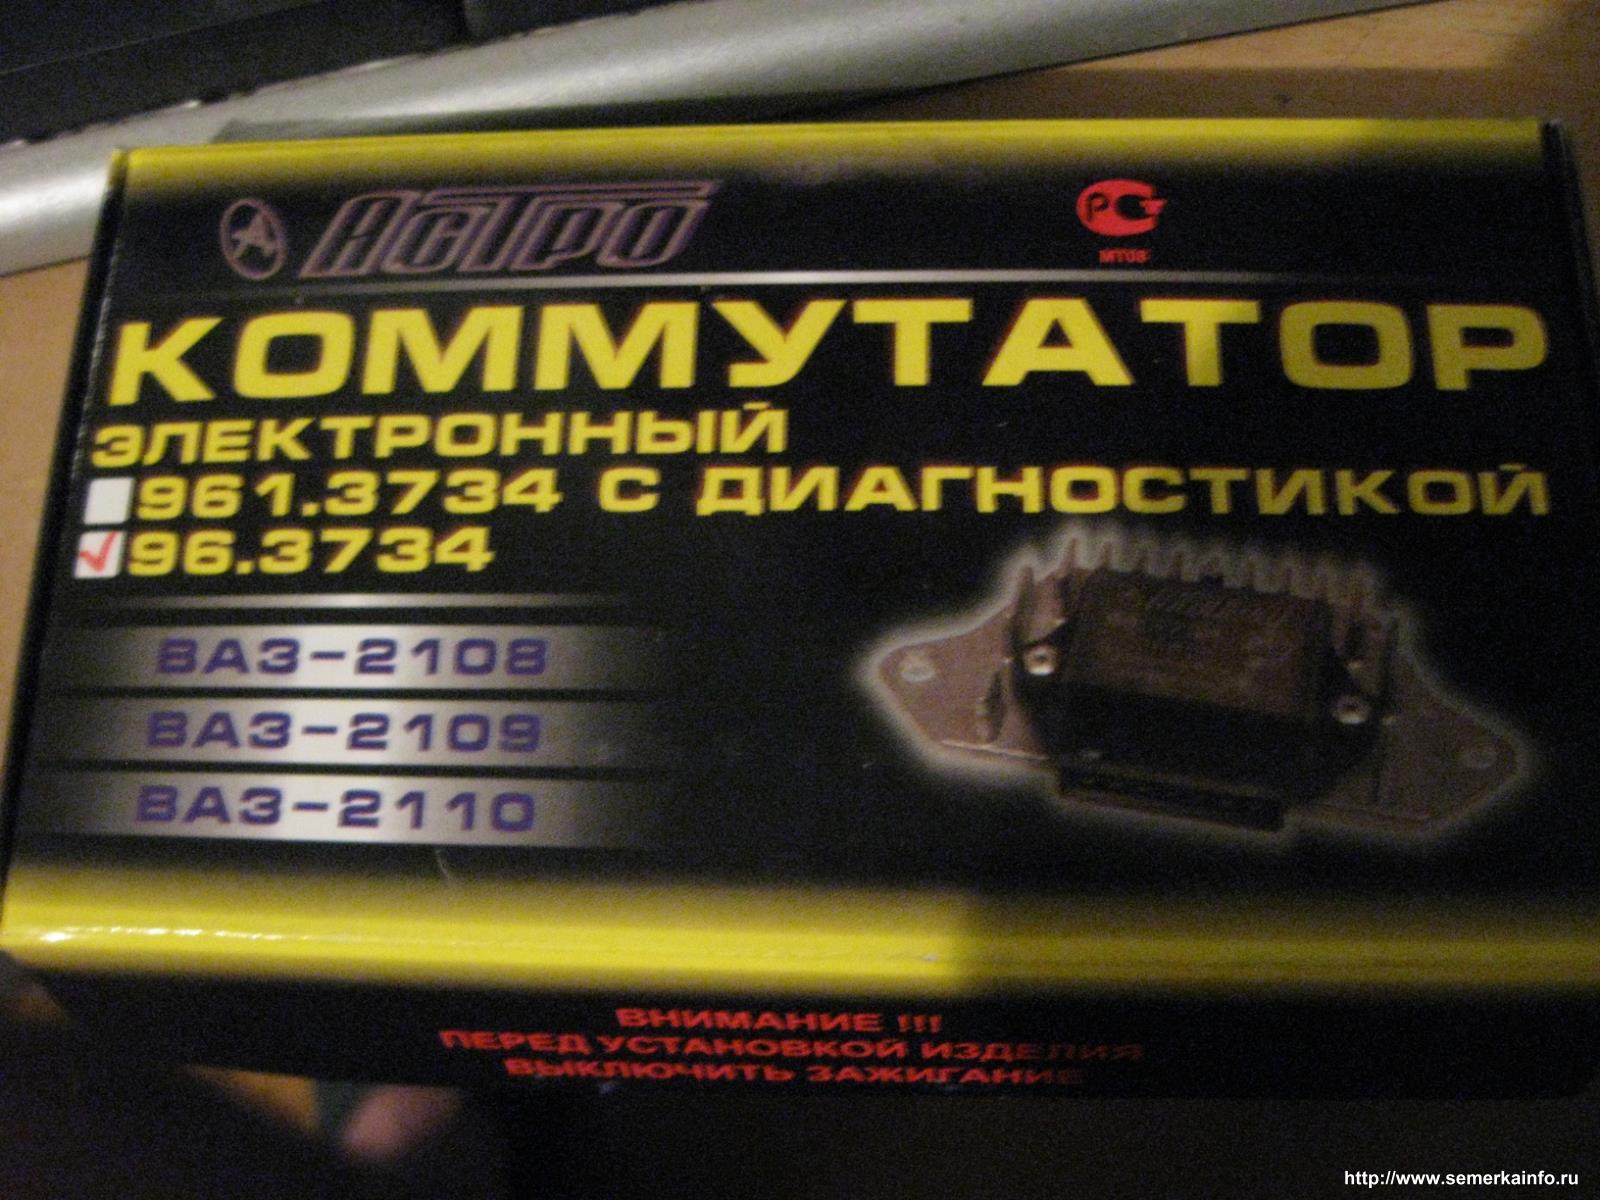 Астро
РС
МТ08
КОММУТАТОР
ЭЛЕКТРОННЫЙ
961.3734 С ДИАГНОСТИКОЙ
96.3734
ВАЗ-2108
ВАЗ-2109
ВАЗ-2110
ВНИМАНИЕ !!!
ПЕРЕД УСТАНОВКОЙ ИЗДЕЛИЯ
ВЫКЛЮЧИТЬ ЗАЖИГАНИЕ
http://www.semerkainfo.ru